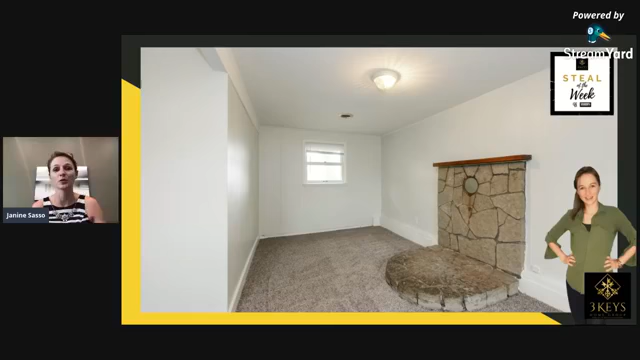 Powered by
StreamYard
STEAL
of the
Week
Janine Sasso
3KEYS